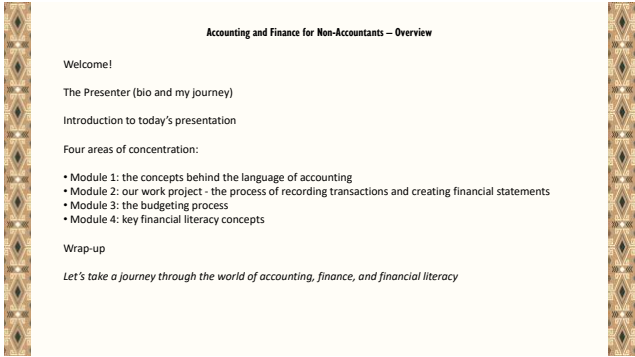 Accounting and Finance for Non-Accountants – Overview
Welcome!
The Presenter (bio and my journey)
Introduction to today's presentation
Four areas of concentration:
• Module 1: the concepts behind the language of accounting
• Module 2: our work project - the process of recording transactions and creating financial statements
• Module 3: the budgeting process
• Module 4: key financial literacy concepts
Wrap-up
Let's take a journey through the world of accounting, finance, and financial literacy